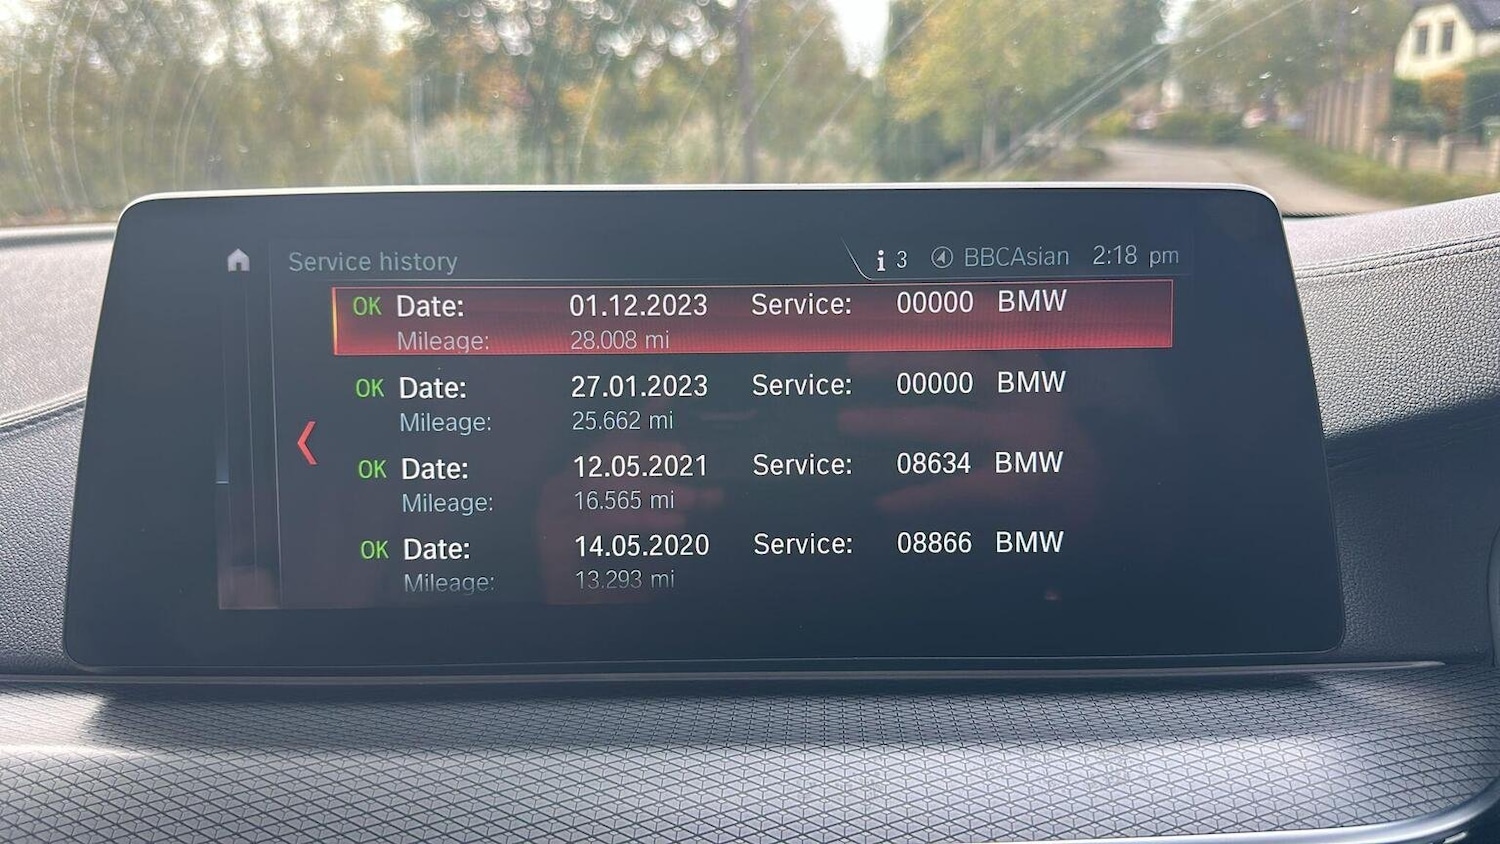 Service history i 3 BBCAsian 2:18 pm
OK Date: 01.12.2023 Service: 00000 BMW
Mileage: 28.008 mi
OK Date: 27.01.2023 Service: 00000 BMW
Mileage: 25.662 mi
OK Date: 12.05.2021 Service: 08634 BMW
Mileage: 16.565 mi
OK Date: 14.05.2020 Service: 08866 BMW
Mileage: 13.293 mi